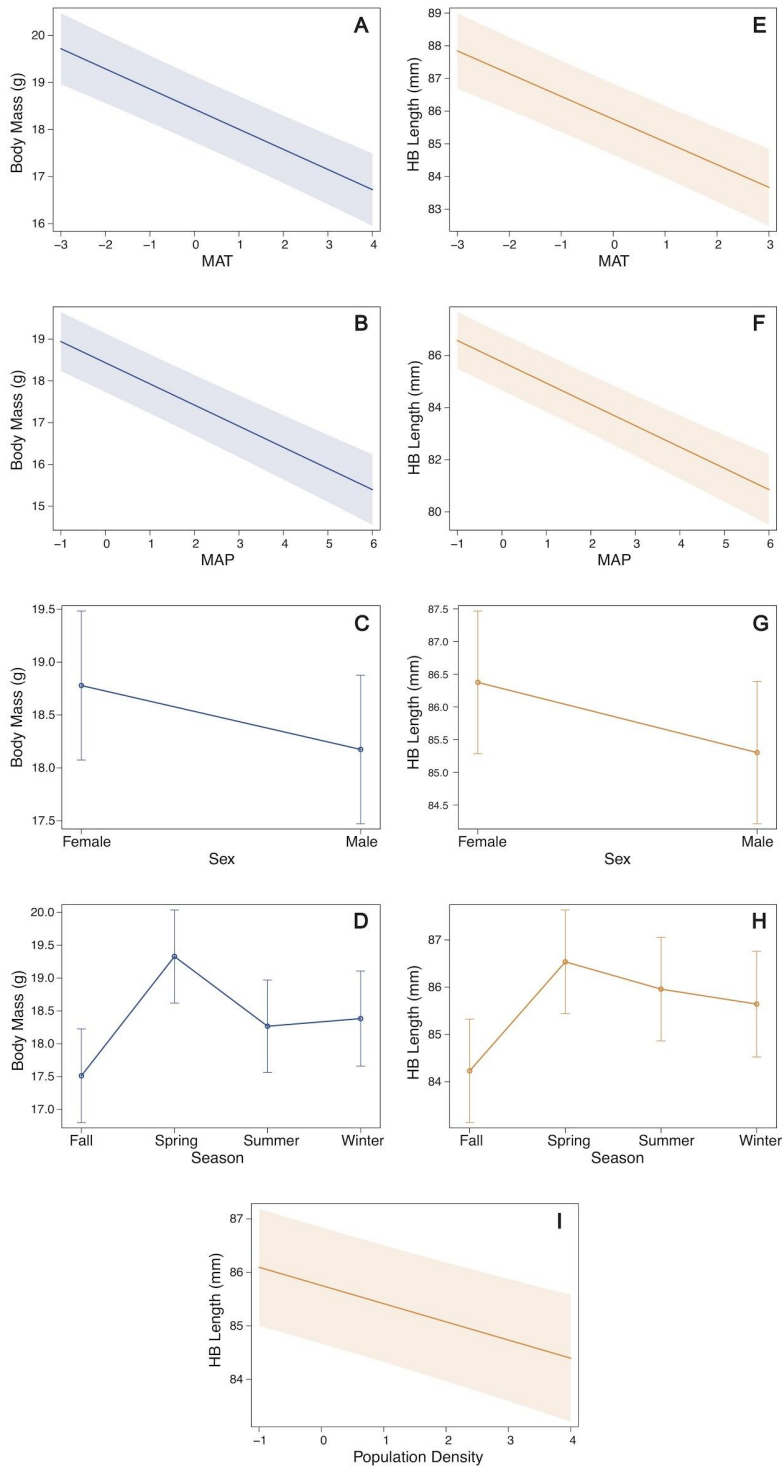 A
Body Mass (g)
20
19
18
17
16
−3 −2 −1 0 1 2 3 4
MAT
E
HB Length (mm)
89
88
87
86
85
84
83
−3 −2 −1 0 1 2 3
MAT
B
Body Mass (g)
19
18
17
16
15
−1 0 1 2 3 4 5 6
MAP
F
HB Length (mm)
86
84
82
80
−1 0 1 2 3 4 5 6
MAP
C
Body Mass (g)
19.5
19.0
18.5
18.0
17.5
Female Male
Sex
G
HB Length (mm)
87.5
87.0
86.5
86.0
85.5
85.0
84.5
Female Male
Sex
D
Body Mass (g)
20.0
19.5
19.0
18.5
18.0
17.5
17.0
Fall Spring Summer Winter
Season
H
HB Length (mm)
87
86
85
84
Fall Spring Summer Winter
Season
I
HB Length (mm)
87
86
85
84
−1 0 1 2 3 4
Population Density